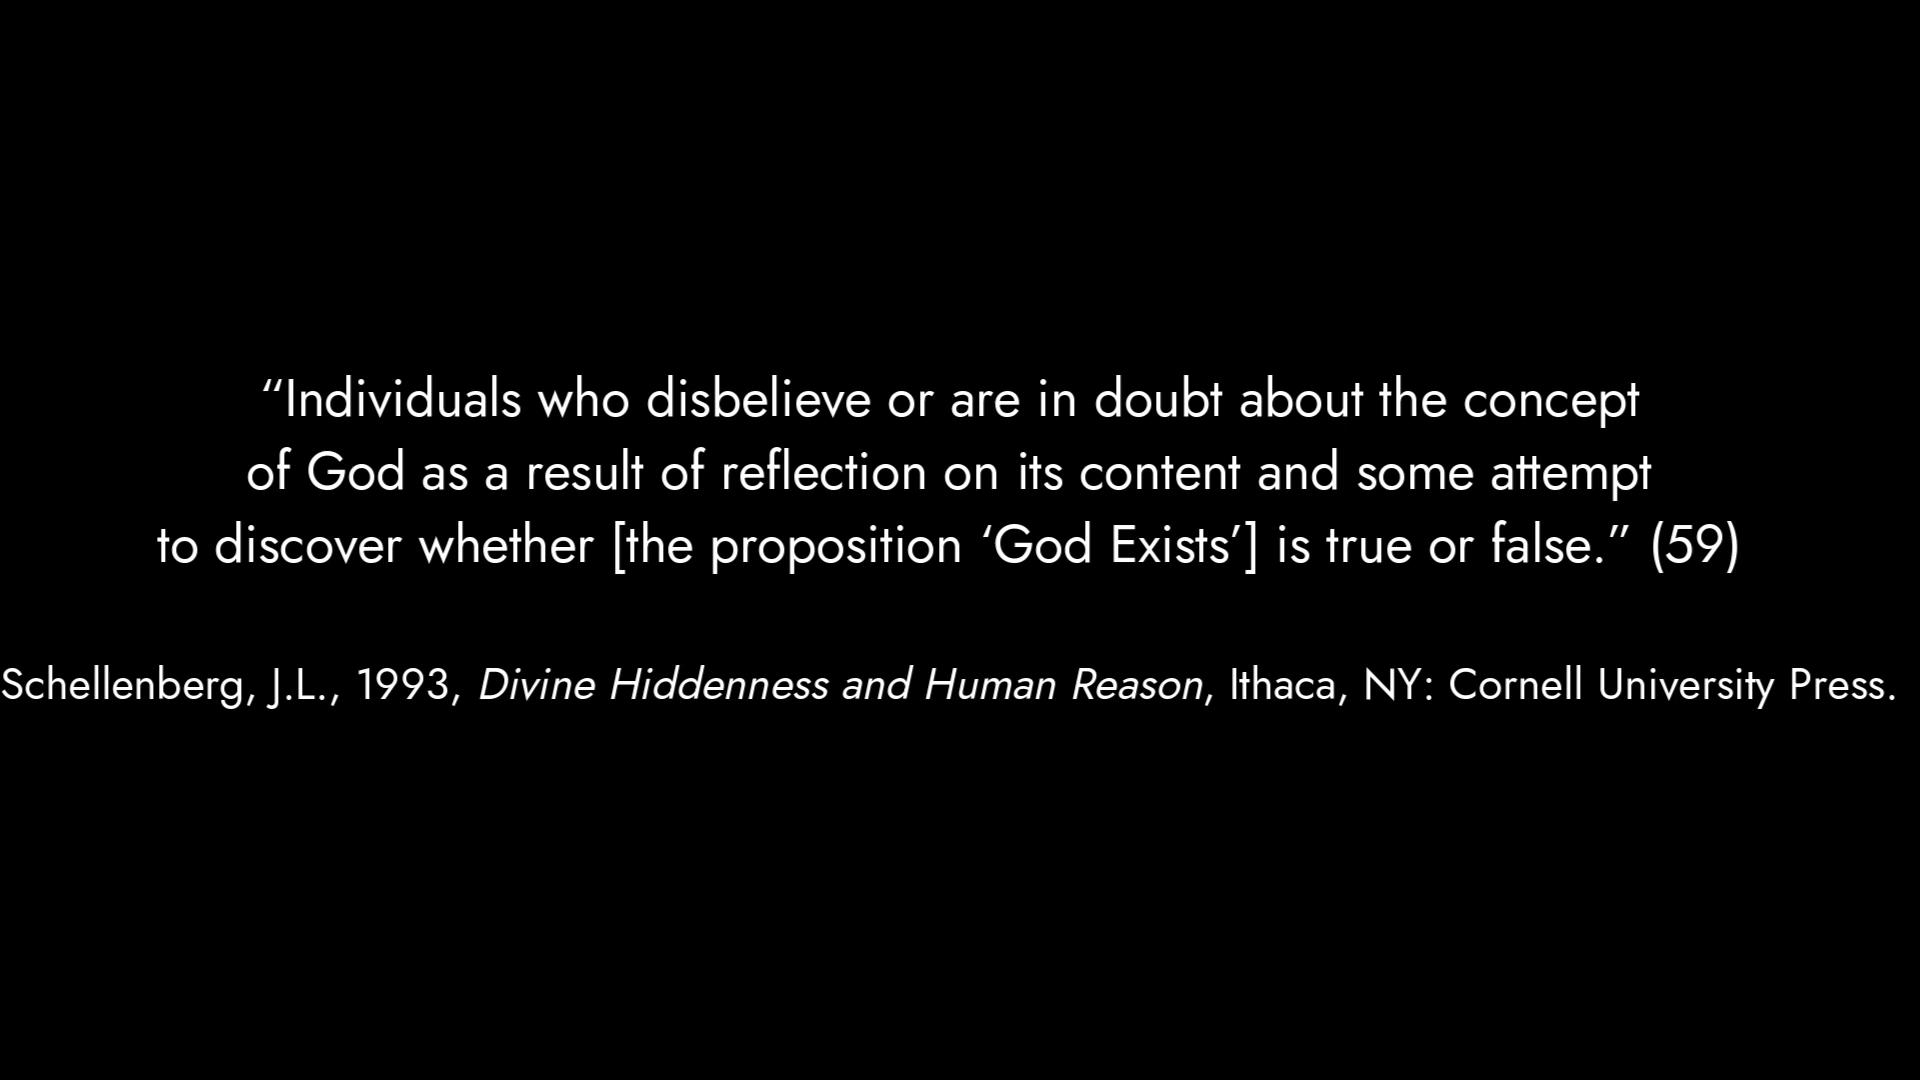 “Individuals who disbelieve or are in doubt about the concept
of God as a result of reflection on its content and some attempt
to discover whether [the proposition ‘God Exists’] is true or false.” (59)
Schellenberg, J.L., 1993, Divine Hiddenness and Human Reason, Ithaca, NY: Cornell University Press.